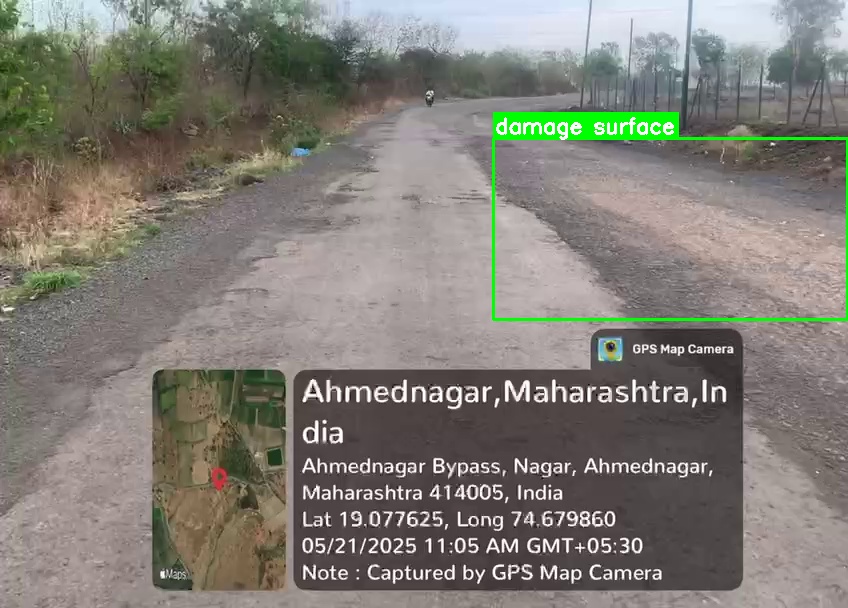 damage surface
GPS Map Camera
Ahmednagar,Maharashtra,In
dia
Ahmednagar Bypass, Nagar, Ahmednagar,
Maharashtra 414005, India
Lat 19.077625, Long 74.679860
05/21/2025 11:05 AM GMT+05:30
Note : Captured by GPS Map Camera
Maps